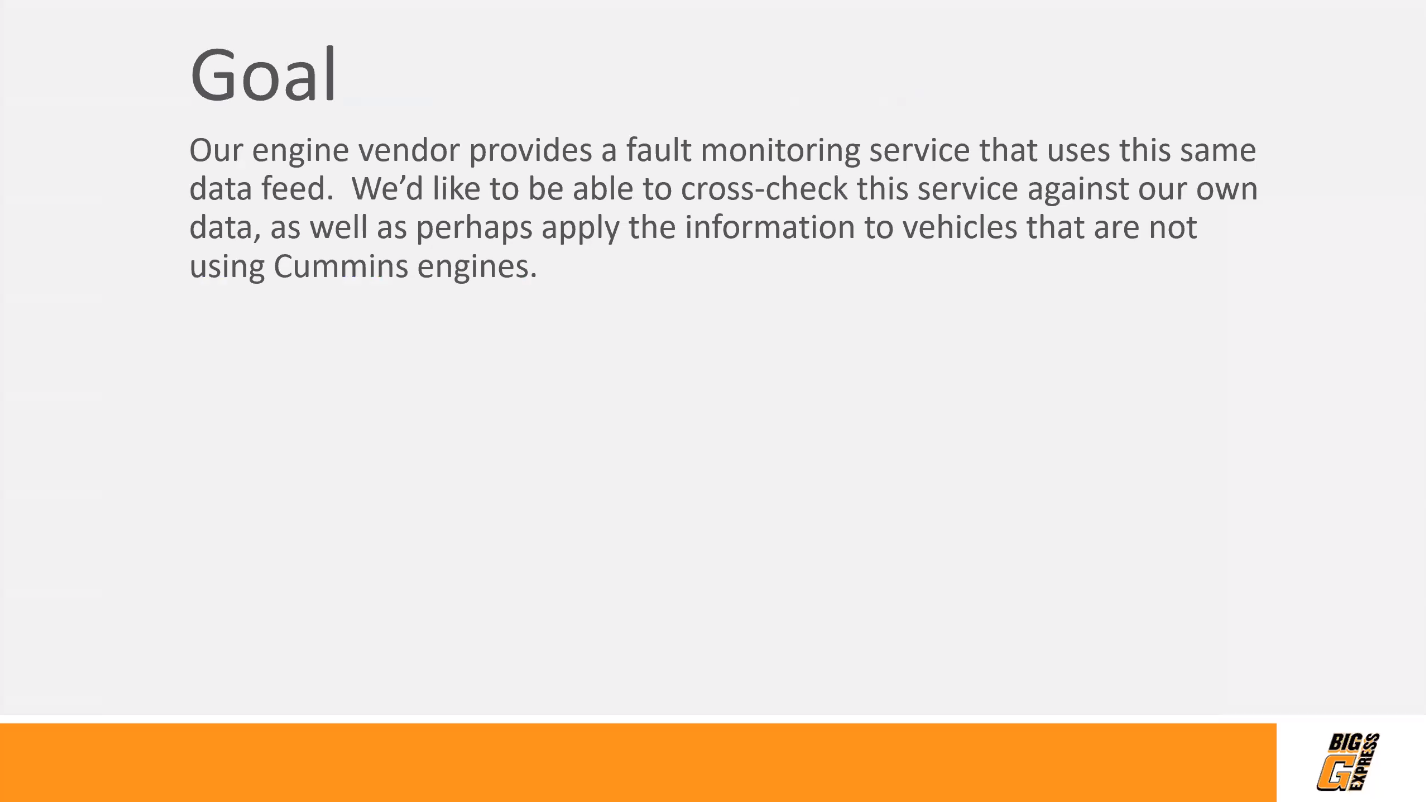 Goal
Our engine vendor provides a fault monitoring service that uses this same
data feed.  We’d like to be able to cross-check this service against our own
data, as well as perhaps apply the information to vehicles that are not
using Cummins engines.
BIG
G
EXPRESS